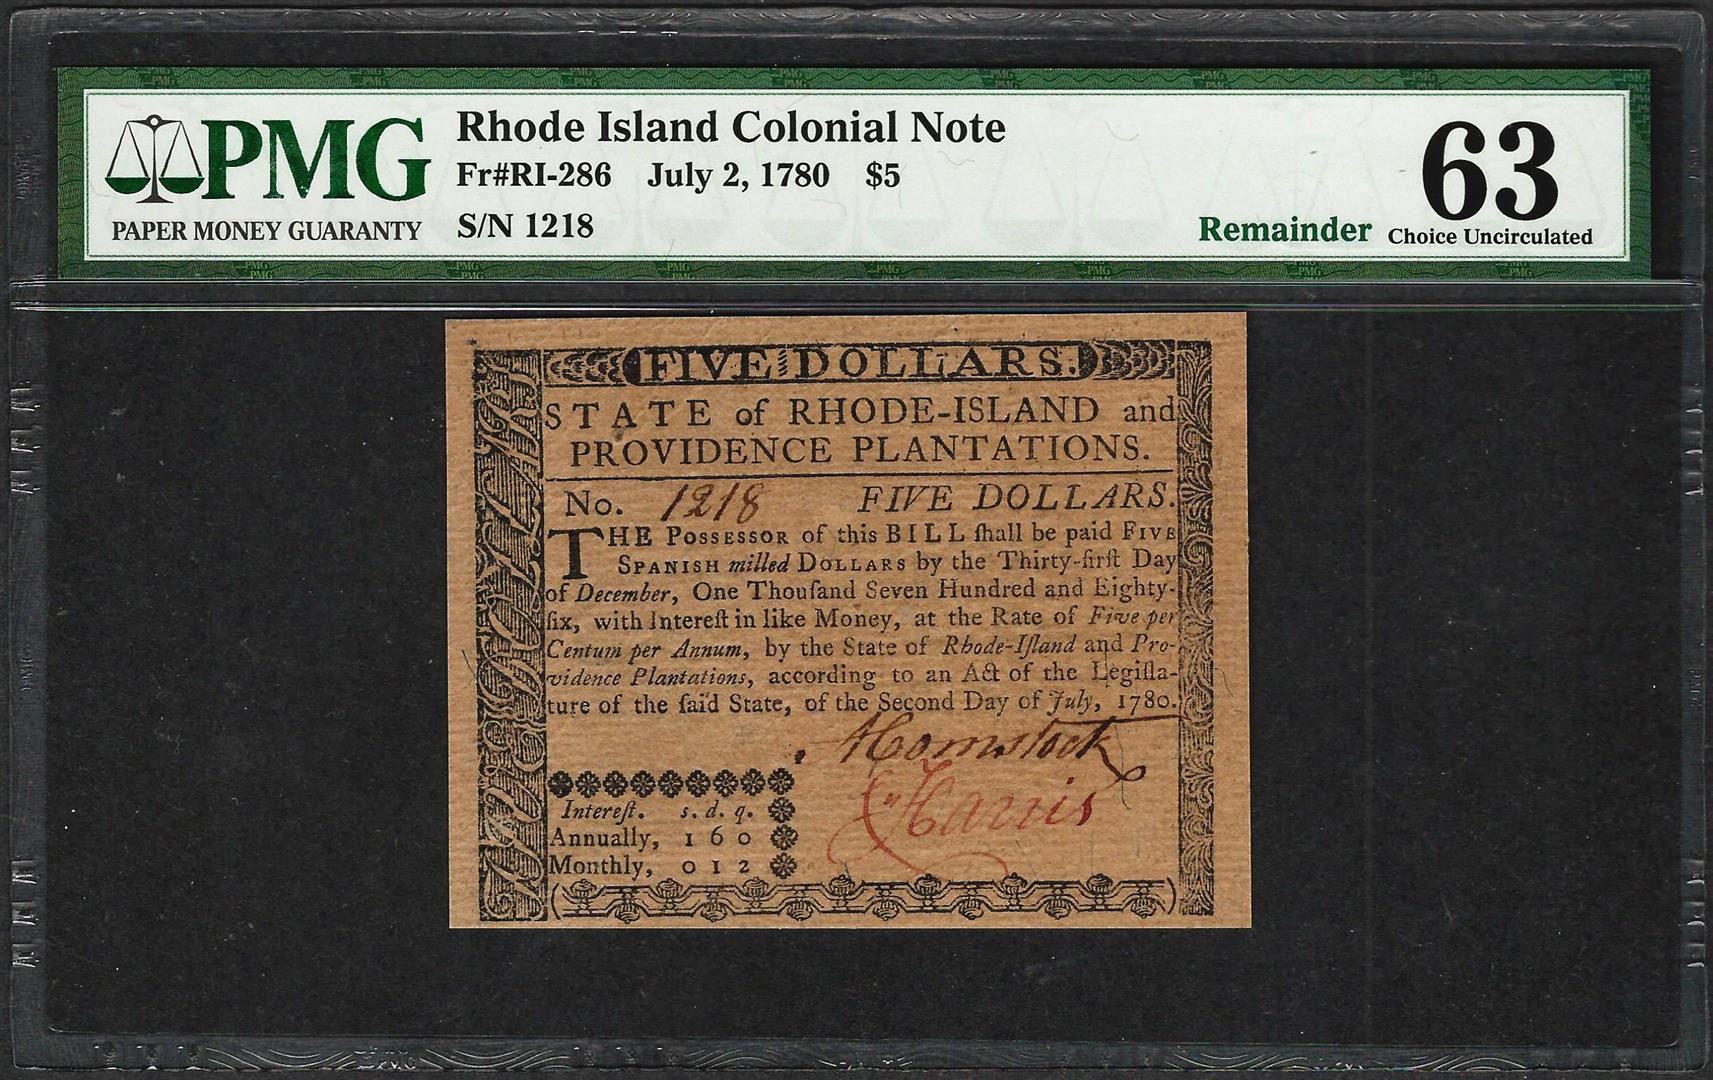 PMG
PAPER MONEY GUARANTY
Rhode Island Colonial Note
Fr#RI-286 July 2, 1780 $5
S/N 1218
Remainder
63
Choice Uncirculated
FIVE DOLLARS.
STATE of RHODE-ISLAND and
PROVIDENCE PLANTATIONS.
No. 1218 FIVE DOLLARS.
THE POSSESSOR of this BILL ſhall be paid FIVE
SPANISH milled DOLLARS by the Thirty-firſt Day
of December, One Thouſand Seven Hundred and Eighty-
ſix, with Intereſt in like Money, at the Rate of Five per
Centum per Annum, by the State of Rhode-Iſland and Pro-
vidence Plantations, according to an Act of the Legiſla-
ture of the ſaid State, of the Second Day of July, 1780.
AComstock
Harris
Intereſt. s. d. q.
Annually, 1 6 0
Monthly, 0 1 2
FIVE DOLLARS